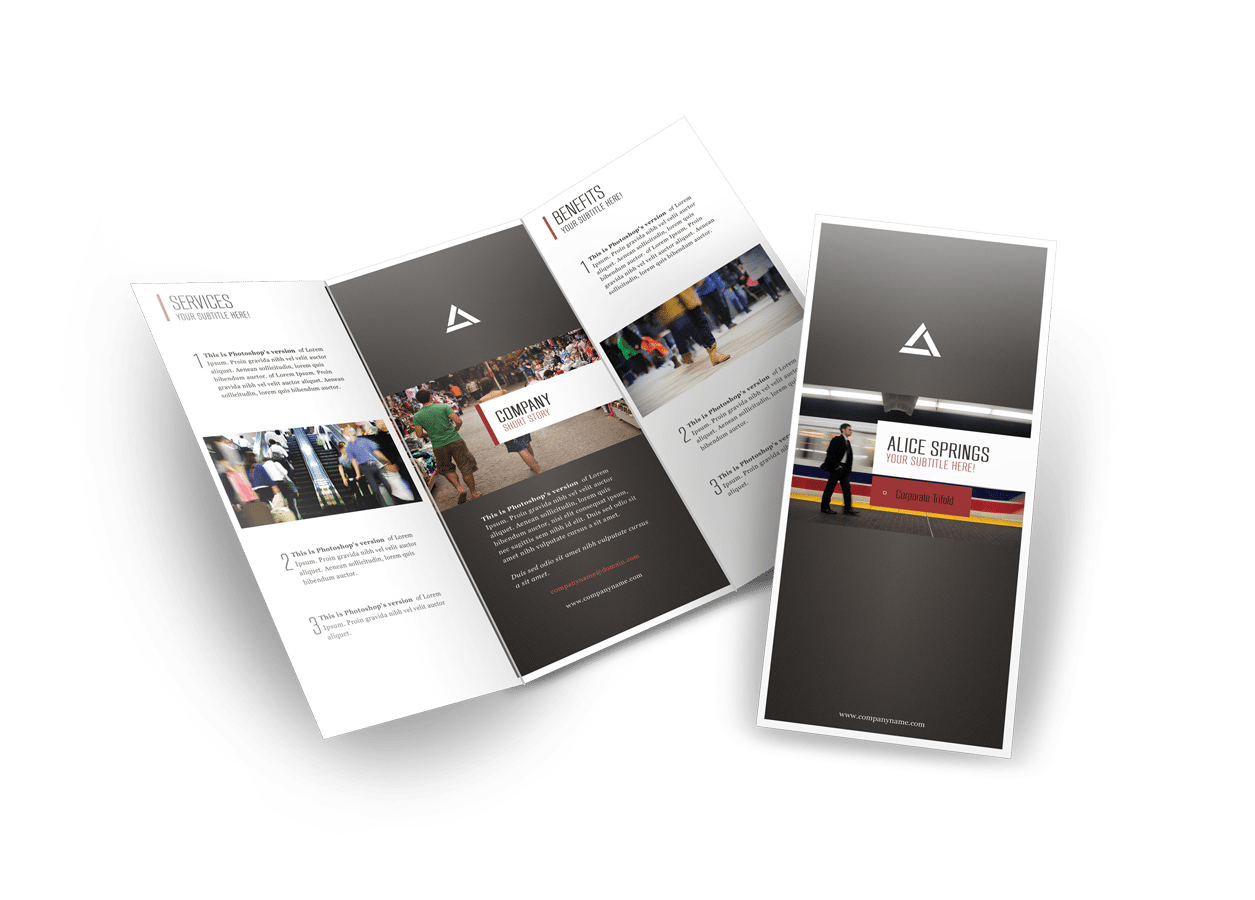 SERVICES
YOUR SUBTITLE HERE!
1
This is Photoshop's version of Lorem
Ipsum. Proin gravida nibh vel velit auctor
aliquet. Aenean sollicitudin, lorem quis
bibendum auctor. of Lorem Ipsum. Proin
gravida nibh vel velit auctor aliquet. Aenean
sollicitudin, lorem quis bibendum auctor.
2
This is Photoshop's version of Lorem
Ipsum. Proin gravida nibh vel velit auctor
aliquet. Aenean sollicitudin, lorem quis
bibendum auctor.
3
This is Photoshop's version of Lorem
Ipsum. Proin gravida nibh vel velit auctor
aliquet.
COMPANY
SHORT STORY
This is Photoshop's version of Lorem
Ipsum. Proin gravida nibh vel velit auctor
aliquet. Aenean sollicitudin, lorem quis
bibendum auctor, nisi elit consequat ipsum,
nec sagittis sem nibh id elit. Duis sed odio sit
amet nibh vulputate cursus a sit amet.
Duis sed odio sit amet nibh vulputate cursus
a sit amet.
companyname@domain.com
www.companyname.com
BENEFITS
YOUR SUBTITLE HERE!
1
This is Photoshop's version of Lorem
Ipsum. Proin gravida nibh vel velit auctor
aliquet. Aenean sollicitudin, lorem quis
bibendum auctor. of Lorem Ipsum. Proin
gravida nibh vel velit auctor aliquet. Aenean
sollicitudin, lorem quis bibendum auctor.
2
This is Photoshop's version of Lorem
Ipsum. Proin gravida nibh vel velit auctor
aliquet. Aenean sollicitudin, lorem quis
bibendum auctor.
3
This is Photoshop's
Ipsum. Proin gravida nibh vel
aliquet.
ALICE SPRINGS
YOUR SUBTITLE HERE!
Corporate Trifold
www.companyname.com